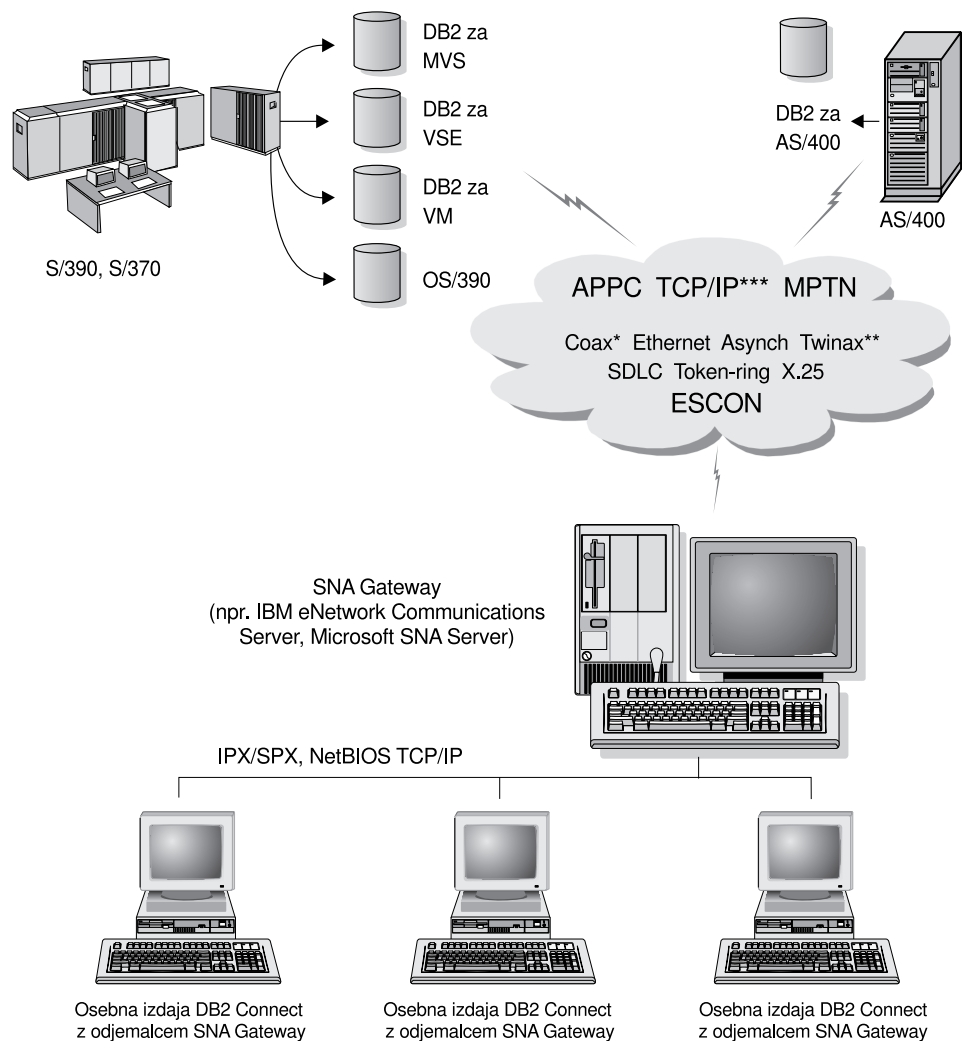 DB2 za
MVS
DB2 za
VSE
DB2 za
VM
OS/390
S/390, S/370
DB2 za
AS/400
AS/400
APPC TCP/IP*** MPTN
Coax* Ethernet Asynch Twinax**
SDLC Token-ring X.25
ESCON
SNA Gateway
(npr. IBM eNetwork Communications
Server, Microsoft SNA Server)
IPX/SPX, NetBIOS TCP/IP
Osebna izdaja DB2 Connect
z odjemalcem SNA Gateway
Osebna izdaja DB2 Connect
z odjemalcem SNA Gateway
Osebna izdaja DB2 Connect
z odjemalcem SNA Gateway